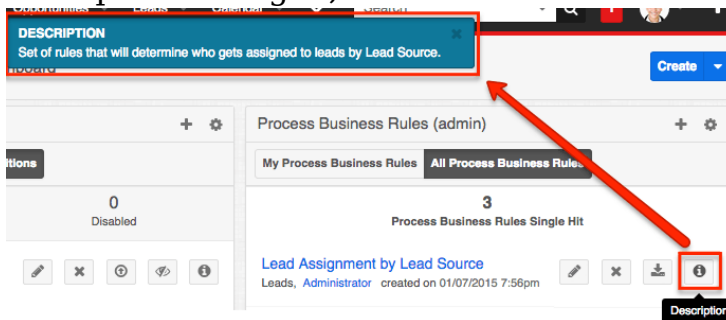 Opportunities Leads Calendar Search
DESCRIPTION
Set of rules that will determine who gets assigned to leads by Lead Source.
Create
Process Business Rules (admin)
My Process Business Rules All Process Business Rules
0
Disabled
3
Process Business Rules Single Hit
Lead Assignment by Lead Source
Leads, Administrator created on 01/07/2015 7:56pm
Description